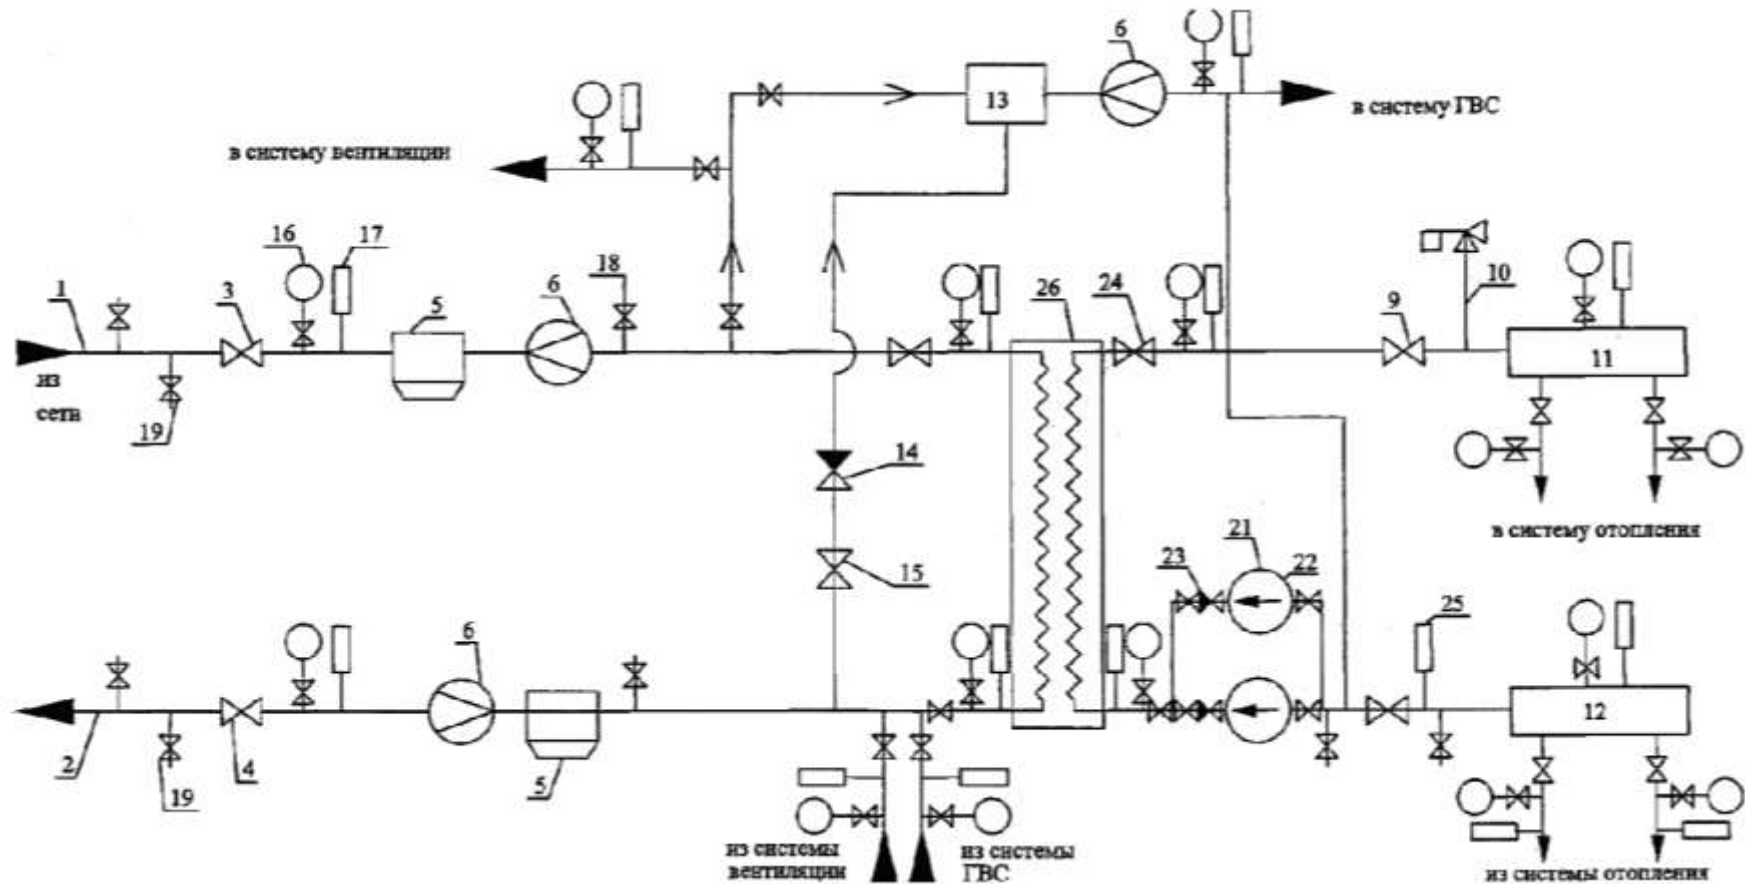 6
13
в систему ГВС
в систему вентиляции
16
17
18
6
1
3
5
26
24
9
10
11
из
сети
19
14
в систему отопления
15
21
22
23
25
6
12
2
19
4
5
из системы
вентиляции
из системы
ГВС
из системы отопления